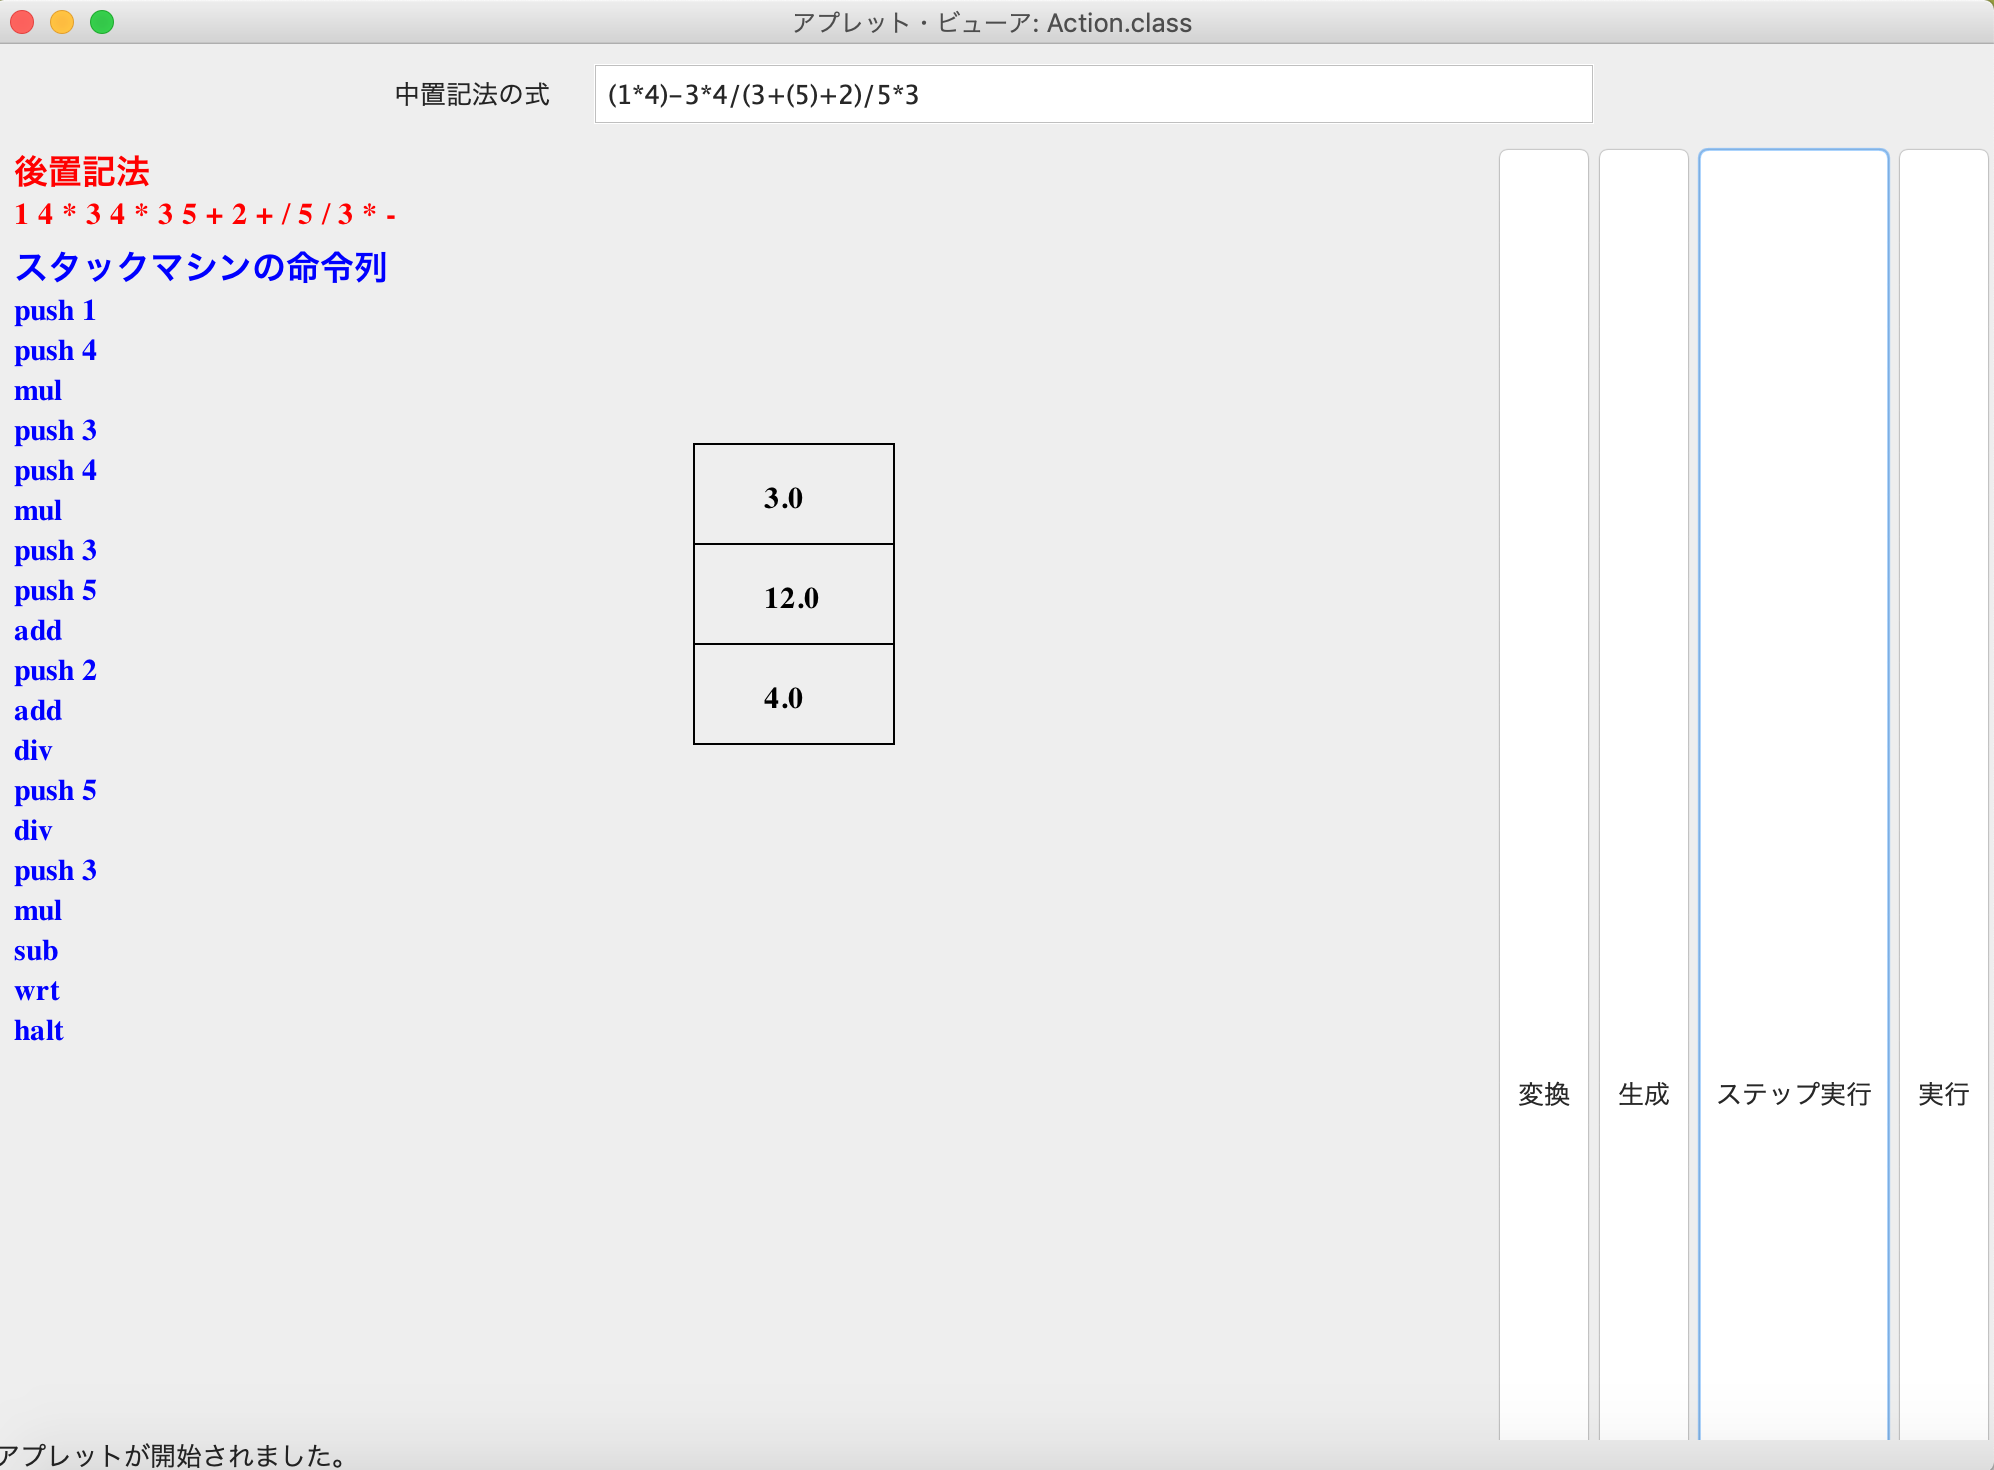 アプレット・ビューア: Action.class
中置記法の式
(1*4)-3*4/(3+(5)+2)/5*3
後置記法
1 4 * 3 4 * 3 5 + 2 + / 5 / 3 * -
スタックマシンの命令列
push 1
push 4
mul
push 3
push 4
mul
push 3
push 5
add
push 2
add
div
push 5
div
push 3
mul
sub
wrt
halt
3.0
12.0
4.0
変換
生成
ステップ実行
実行
アプレットが開始されました。